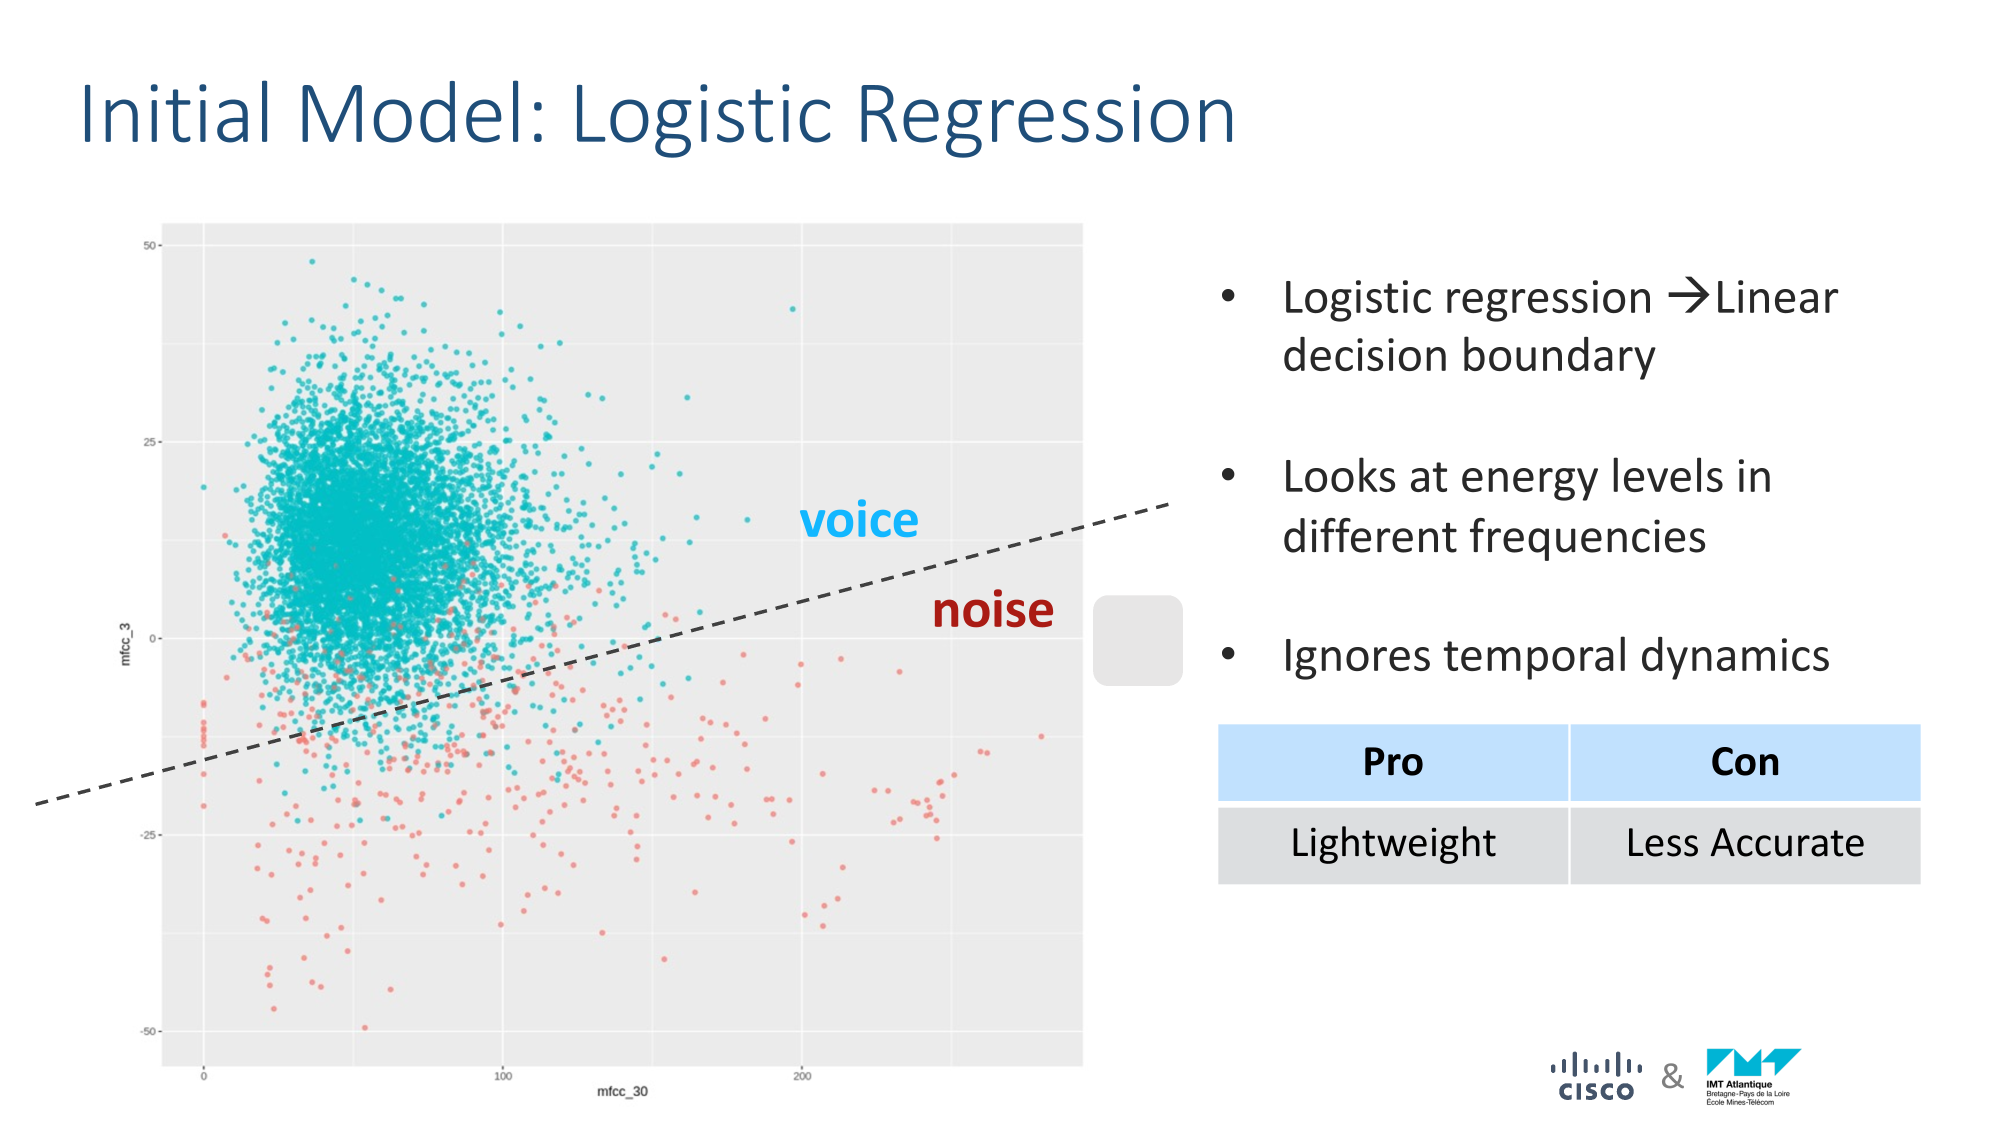 Initial Model: Logistic Regression
50
25
0
-25
-50
mfcc_3
0
100
200
mfcc_30
voice
noise
• Logistic regression →Linear
decision boundary
• Looks at energy levels in
different frequencies
• Ignores temporal dynamics
Pro Con
Lightweight Less Accurate
CISCO & IMT Atlantique
Bretagne-Pays de la Loire
École Mines-Télécom